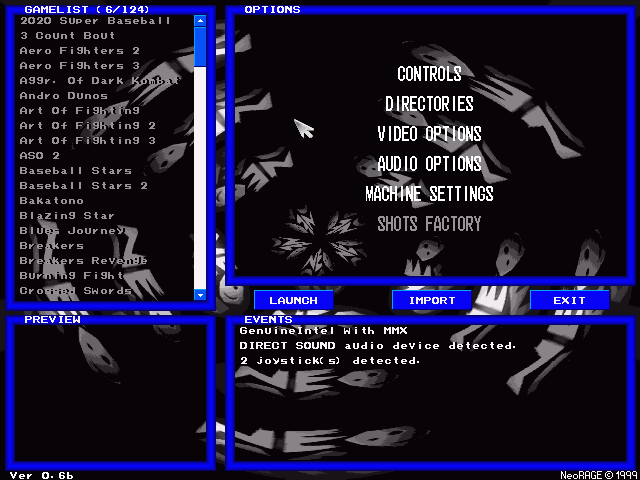 GAMELIST ( 6/124)
2020 Super Baseball
3 Count Bout
Aero Fighters 2
Aero Fighters 3
Aggr. Of Dark Kombat
Andro Dunos
Art Of Fighting
Art Of Fighting 2
Art Of Fighting 3
ASO 2
Baseball Stars
Baseball Stars 2
Bakatono
Blazing Star
Blues Journey
Breakers
Breakers Revenge
Burning Fight
Crossed Swords
OPTIONS
CONTROLS
DIRECTORIES
VIDEO OPTIONS
AUDIO OPTIONS
MACHINE SETTINGS
SHOTS FACTORY
LAUNCH
IMPORT
EXIT
PREVIEW
EVENTS
GenuineIntel with MMX
DIRECT SOUND audio device detected.
2 joystick(s) detected.
Ver 0.6b
NeoRAGE © 1999